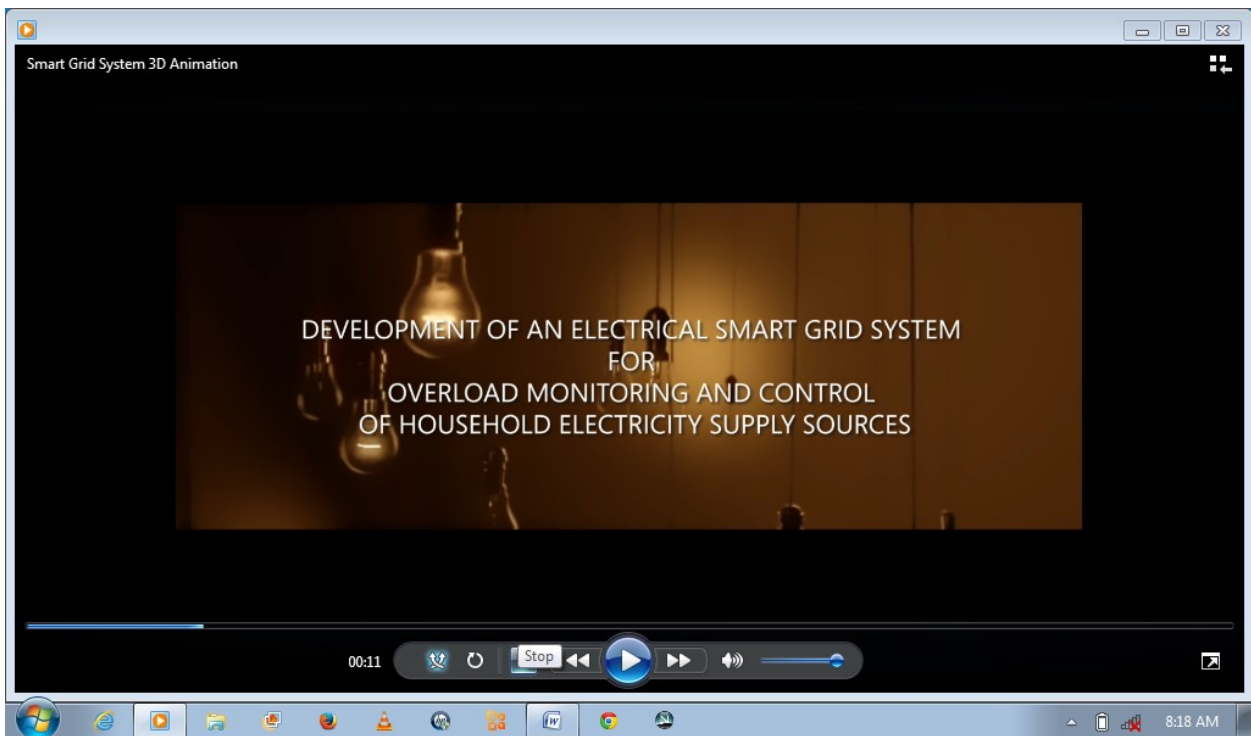 Smart Grid System 3D Animation
DEVELOPMENT OF AN ELECTRICAL SMART GRID SYSTEM
FOR
OVERLOAD MONITORING AND CONTROL
OF HOUSEHOLD ELECTRICITY SUPPLY SOURCES
00:11
Stop
8:18 AM